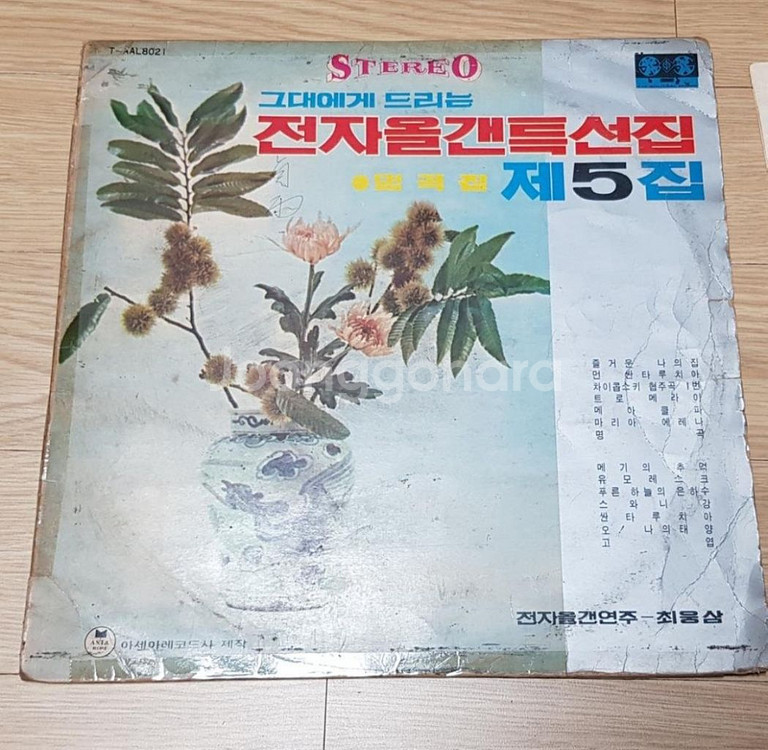 T-AAL8021
STEREO
그대에게 드리는
전자올갠특선집
제5집
즐거운 나의집
먼 싼타루치아
차이콥스키 협주곡 1번
트로메라이
메하클파
마리아 에레나
명곡
메기의 추억
유모레스크
푸른하늘의 은하수
스와니강
싼타루치아
오! 나의태양
고엽
전자올갠연주-최웅삼
ASIA
아세아레코드사 제작
joonggonara